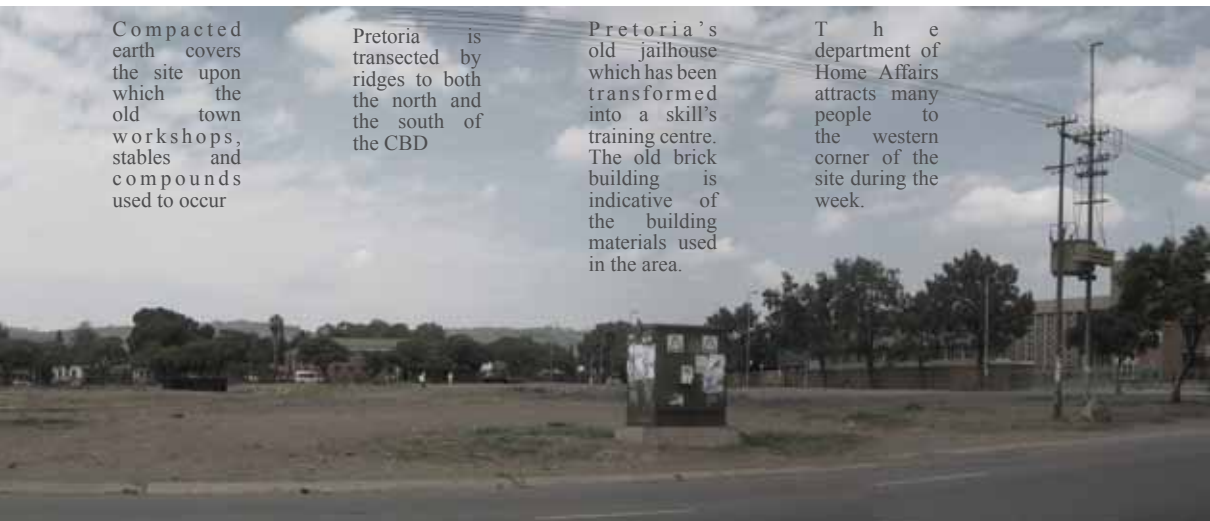 Compacted
earth covers
the site upon
which the
old town
workshops,
stables and
compounds
used to occur
Pretoria is
transected by
ridges to both
the north and
the south of
the CBD
Pretoria's
old jailhouse
which has been
transformed
into a skill's
training centre.
The old brick
building is
indicative of
the building
materials used
in the area.
The
department of
Home Affairs
attracts many
people to
the western
corner of the
site during the
week.